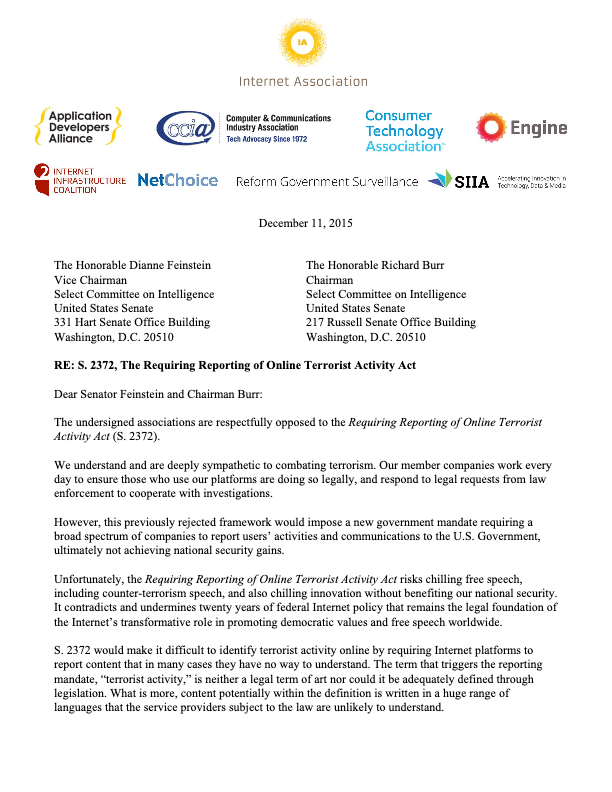 IA
Internet Association
Application
Developers
Alliance
ccia
Computer & Communications
Industry Association
Tech Advocacy Since 1972
Consumer
Technology
Association™
Engine
i2
INTERNET
INFRASTRUCTURE
COALITION
NetChoice
Reform Government Surveillance
SIIA
Accelerating Innovation in
Technology, Data & Media
December 11, 2015
The Honorable Dianne Feinstein
Vice Chairman
Select Committee on Intelligence
United States Senate
331 Hart Senate Office Building
Washington, D.C. 20510
The Honorable Richard Burr
Chairman
Select Committee on Intelligence
United States Senate
217 Russell Senate Office Building
Washington, D.C. 20510
RE: S. 2372, The Requiring Reporting of Online Terrorist Activity Act
Dear Senator Feinstein and Chairman Burr:
The undersigned associations are respectfully opposed to the Requiring Reporting of Online Terrorist
Activity Act (S. 2372).
We understand and are deeply sympathetic to combating terrorism. Our member companies work every
day to ensure those who use our platforms are doing so legally, and respond to legal requests from law
enforcement to cooperate with investigations.
However, this previously rejected framework would impose a new government mandate requiring a
broad spectrum of companies to report users' activities and communications to the U.S. Government,
ultimately not achieving national security gains.
Unfortunately, the Requiring Reporting of Online Terrorist Activity Act risks chilling free speech,
including counter-terrorism speech, and also chilling innovation without benefiting our national security.
It contradicts and undermines twenty years of federal Internet policy that remains the legal foundation of
the Internet's transformative role in promoting democratic values and free speech worldwide.
S. 2372 would make it difficult to identify terrorist activity online by requiring Internet platforms to
report content that in many cases they have no way to understand. The term that triggers the reporting
mandate, "terrorist activity," is neither a legal term of art nor could it be adequately defined through
legislation. What is more, content potentially within the definition is written in a huge range of
languages that the service providers subject to the law are unlikely to understand.